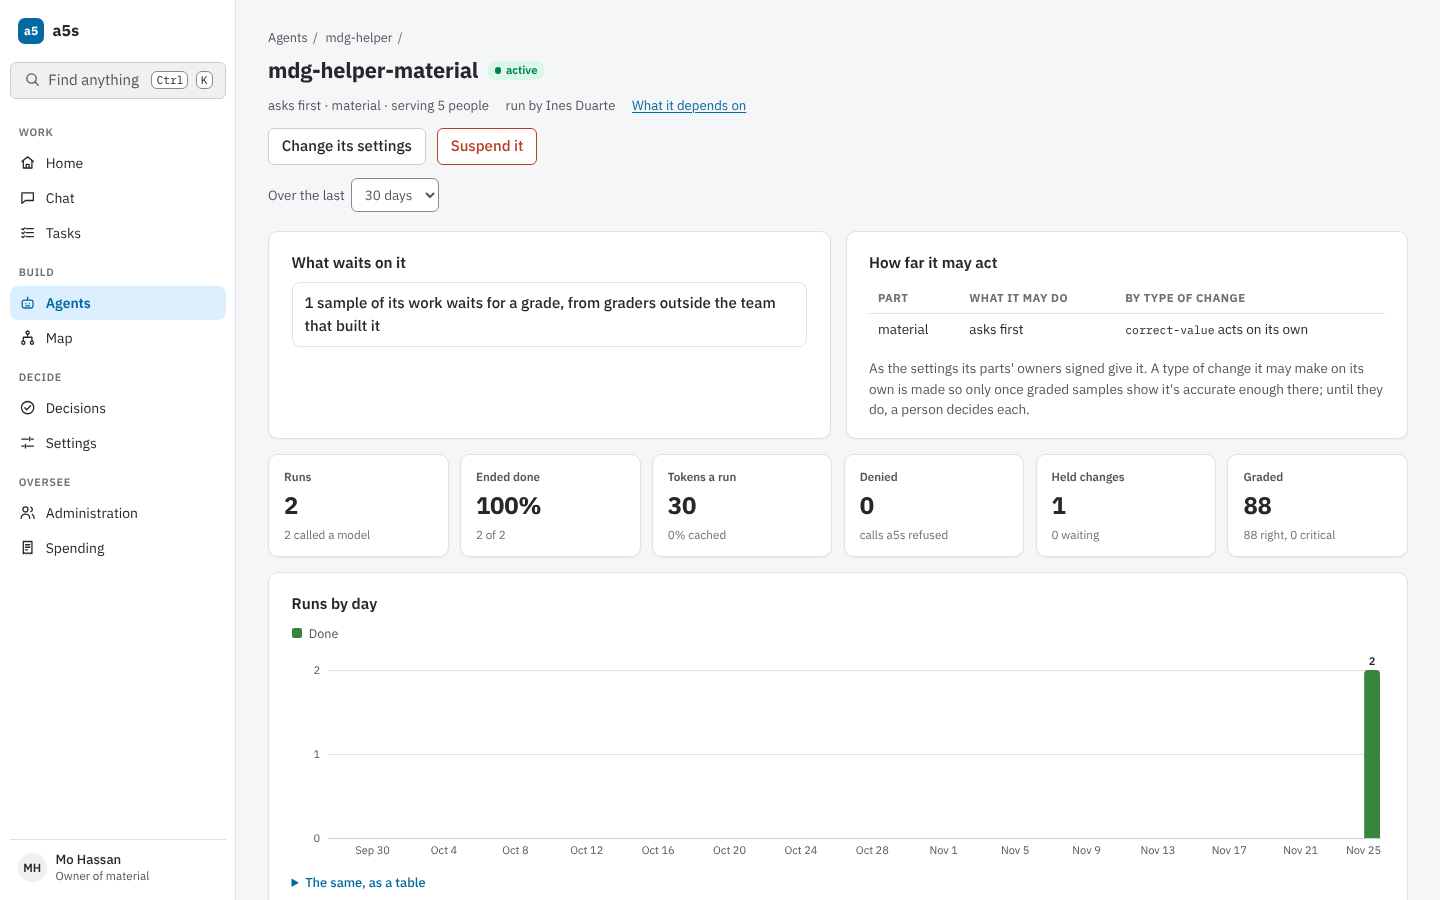 a5 a5s
Find anything Ctrl K
WORK
Home
Chat
Tasks
BUILD
Agents
Map
DECIDE
Decisions
Settings
OVERSEE
Administration
Spending
MH
Mo Hassan
Owner of material
Agents / mdg-helper /
mdg-helper-material active
asks first · material · serving 5 people run by Ines Duarte What it depends on
Change its settings Suspend it
Over the last 30 days
What waits on it
1 sample of its work waits for a grade, from graders outside the team
that built it
How far it may act
PART WHAT IT MAY DO BY TYPE OF CHANGE
material asks first correct-value acts on its own
As the settings its parts' owners signed give it. A type of change it may make on its
own is made so only once graded samples show it's accurate enough there; until they
do, a person decides each.
Runs
2
2 called a model
Ended done
100%
2 of 2
Tokens a run
30
0% cached
Denied
0
calls a5s refused
Held changes
1
0 waiting
Graded
88
88 right, 0 critical
Runs by day
Done
2
2
1
0
Sep 30 Oct 4 Oct 8 Oct 12 Oct 16 Oct 20 Oct 24 Oct 28 Nov 1 Nov 5 Nov 9 Nov 13 Nov 17 Nov 21 Nov 25
The same, as a table